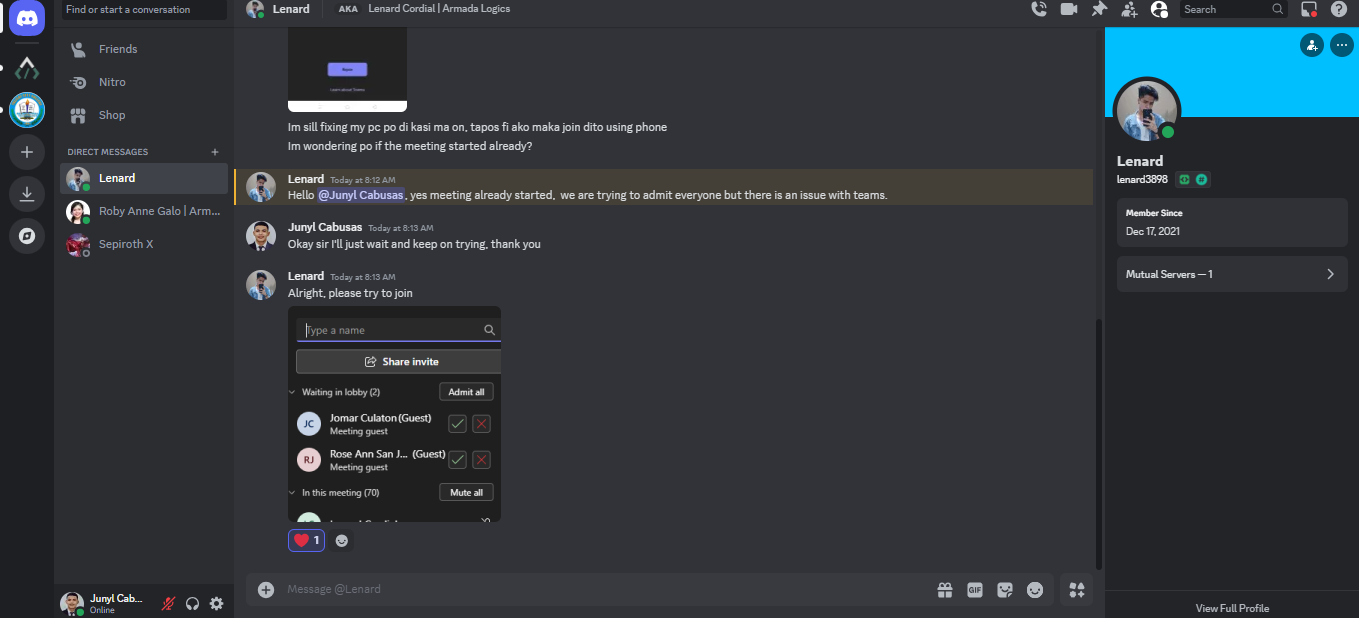 Find or start a conversation
Friends
Nitro
Shop
DIRECT MESSAGES
Lenard
Roby Anne Galo | Arm...
Sepiroth X
Junyl Cab...
Online
Lenard
AKA
Lenard Cordial | Armada Logics
Search
Im sill fixing my pc po di kasi ma on, tapos fi ako maka join dito using phone
Im wondering po if the meeting started already?
Lenard Today at 8:12 AM
Hello @Junyl Cabusas, yes meeting already started, we are trying to admit everyone but there is an issue with teams.
Junyl Cabusas Today at 8:13 AM
Okay sir I'll just wait and keep on trying, thank you
Lenard Today at 8:13 AM
Alright, please try to join
Type a name
Share invite
Waiting in lobby (2)
Admit all
JC
Jomar Culaton (Guest)
Meeting guest
RJ
Rose Ann San J... (Guest)
Meeting guest
In this meeting (70)
Mute all
1
Message @Lenard
GIF
Lenard
lenard3898
Member Since
Dec 17, 2021
Mutual Servers — 1
View Full Profile